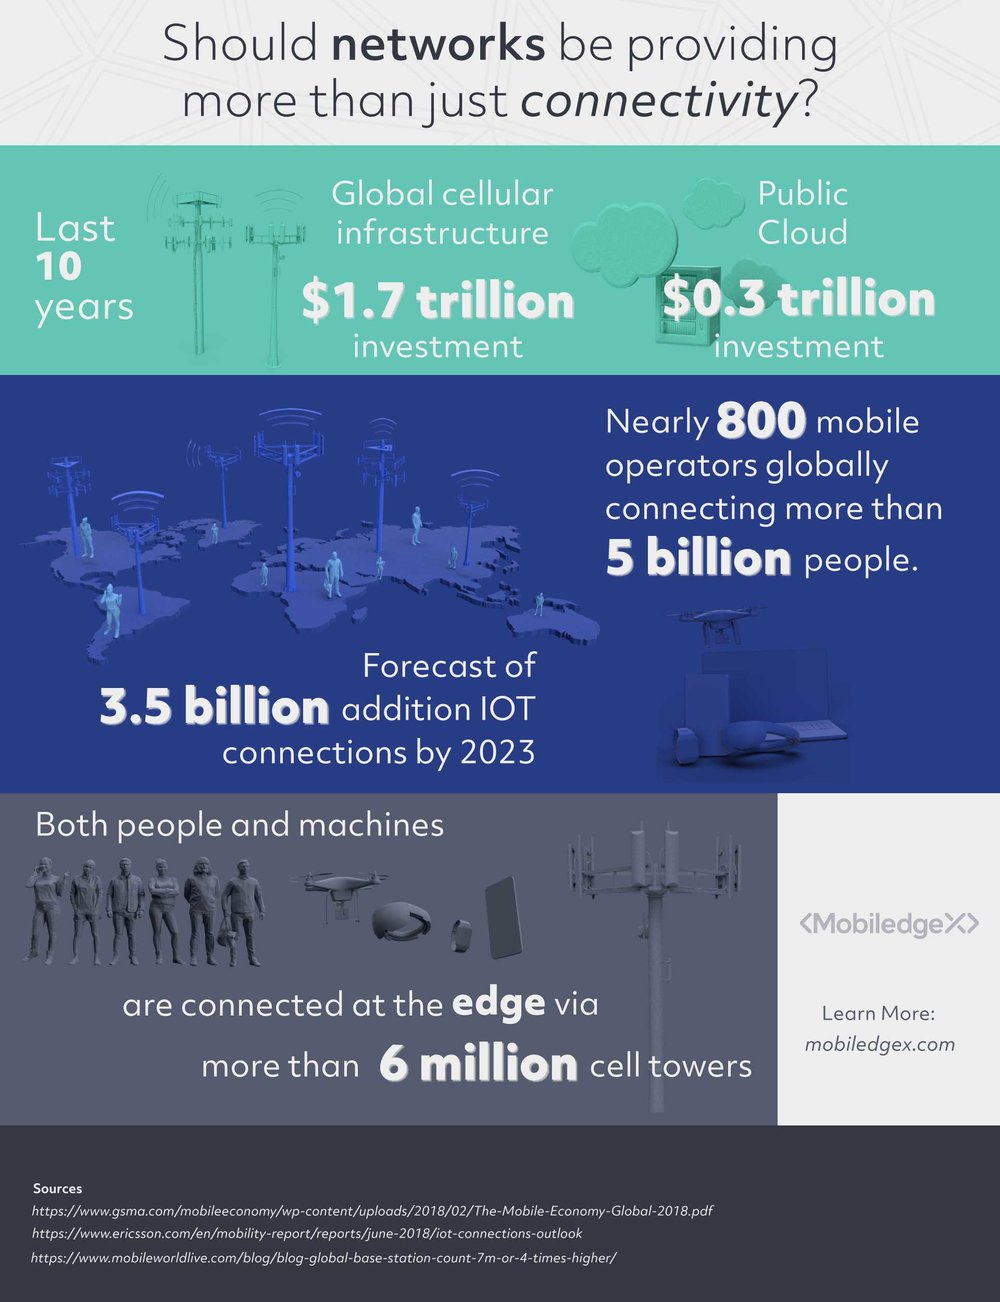 Should networks be providing
more than just connectivity?
Last
10
years
Global cellular
infrastructure
$1.7 trillion
investment
Public
Cloud
$0.3 trillion
investment
Nearly 800 mobile
operators globally
connecting more than
5 billion people.
Forecast of
3.5 billion addition IOT
connections by 2023
Both people and machines
are connected at the edge via
more than 6 million cell towers
<MobiledgeX>
Learn More:
mobiledgex.com
Sources
https://www.gsma.com/mobileeconomy/wp-content/uploads/2018/02/The-Mobile-Economy-Global-2018.pdf
https://www.ericsson.com/en/mobility-report/reports/june-2018/iot-connections-outlook
https://www.mobileworldlive.com/blog/blog-global-base-station-count-7m-or-4-times-higher/